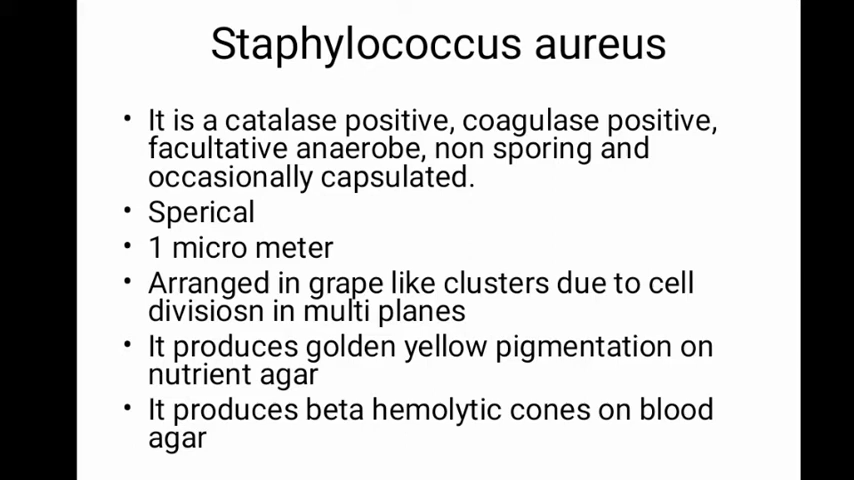 Staphylococcus aureus
• It is a catalase positive, coagulase positive,
facultative anaerobe, non sporing and
occasionally capsulated.
• Sperical
• 1 micro meter
• Arranged in grape like clusters due to cell
divisiosn in multi planes
• It produces golden yellow pigmentation on
nutrient agar
• It produces beta hemolytic cones on blood
agar